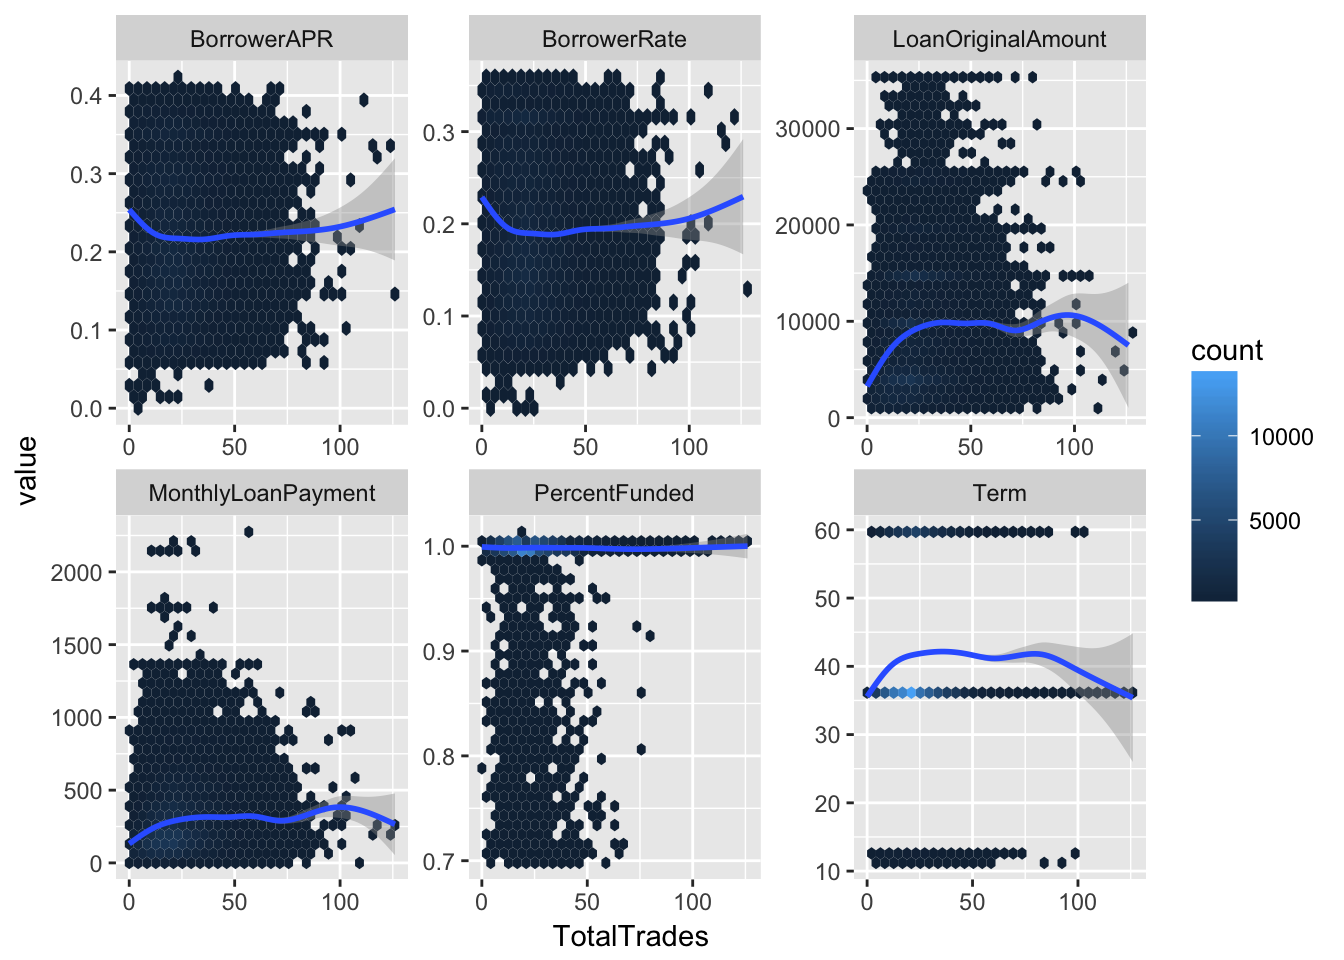 BorrowerAPR
BorrowerRate
LoanOriginalAmount
0.4
0.3
0.2
0.1
0.0
0.3
0.2
0.1
0.0
30000
20000
10000
0
0 50 100
0 50 100
0 50 100
MonthlyLoanPayment
PercentFunded
Term
2000
1500
1000
500
0
1.0
0.9
0.8
0.7
60
50
40
30
20
10
0 50 100
0 50 100
0 50 100
value
TotalTrades
count
10000
5000